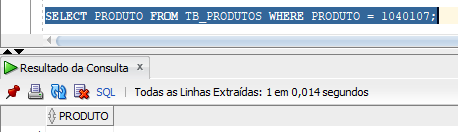 SELECT PRODUTO FROM TB_PRODUTOS WHERE PRODUTO = 1040107;
Resultado da Consulta x
SQL | Todas as Linhas Extraídas: 1 em 0,014 segundos
PRODUTO